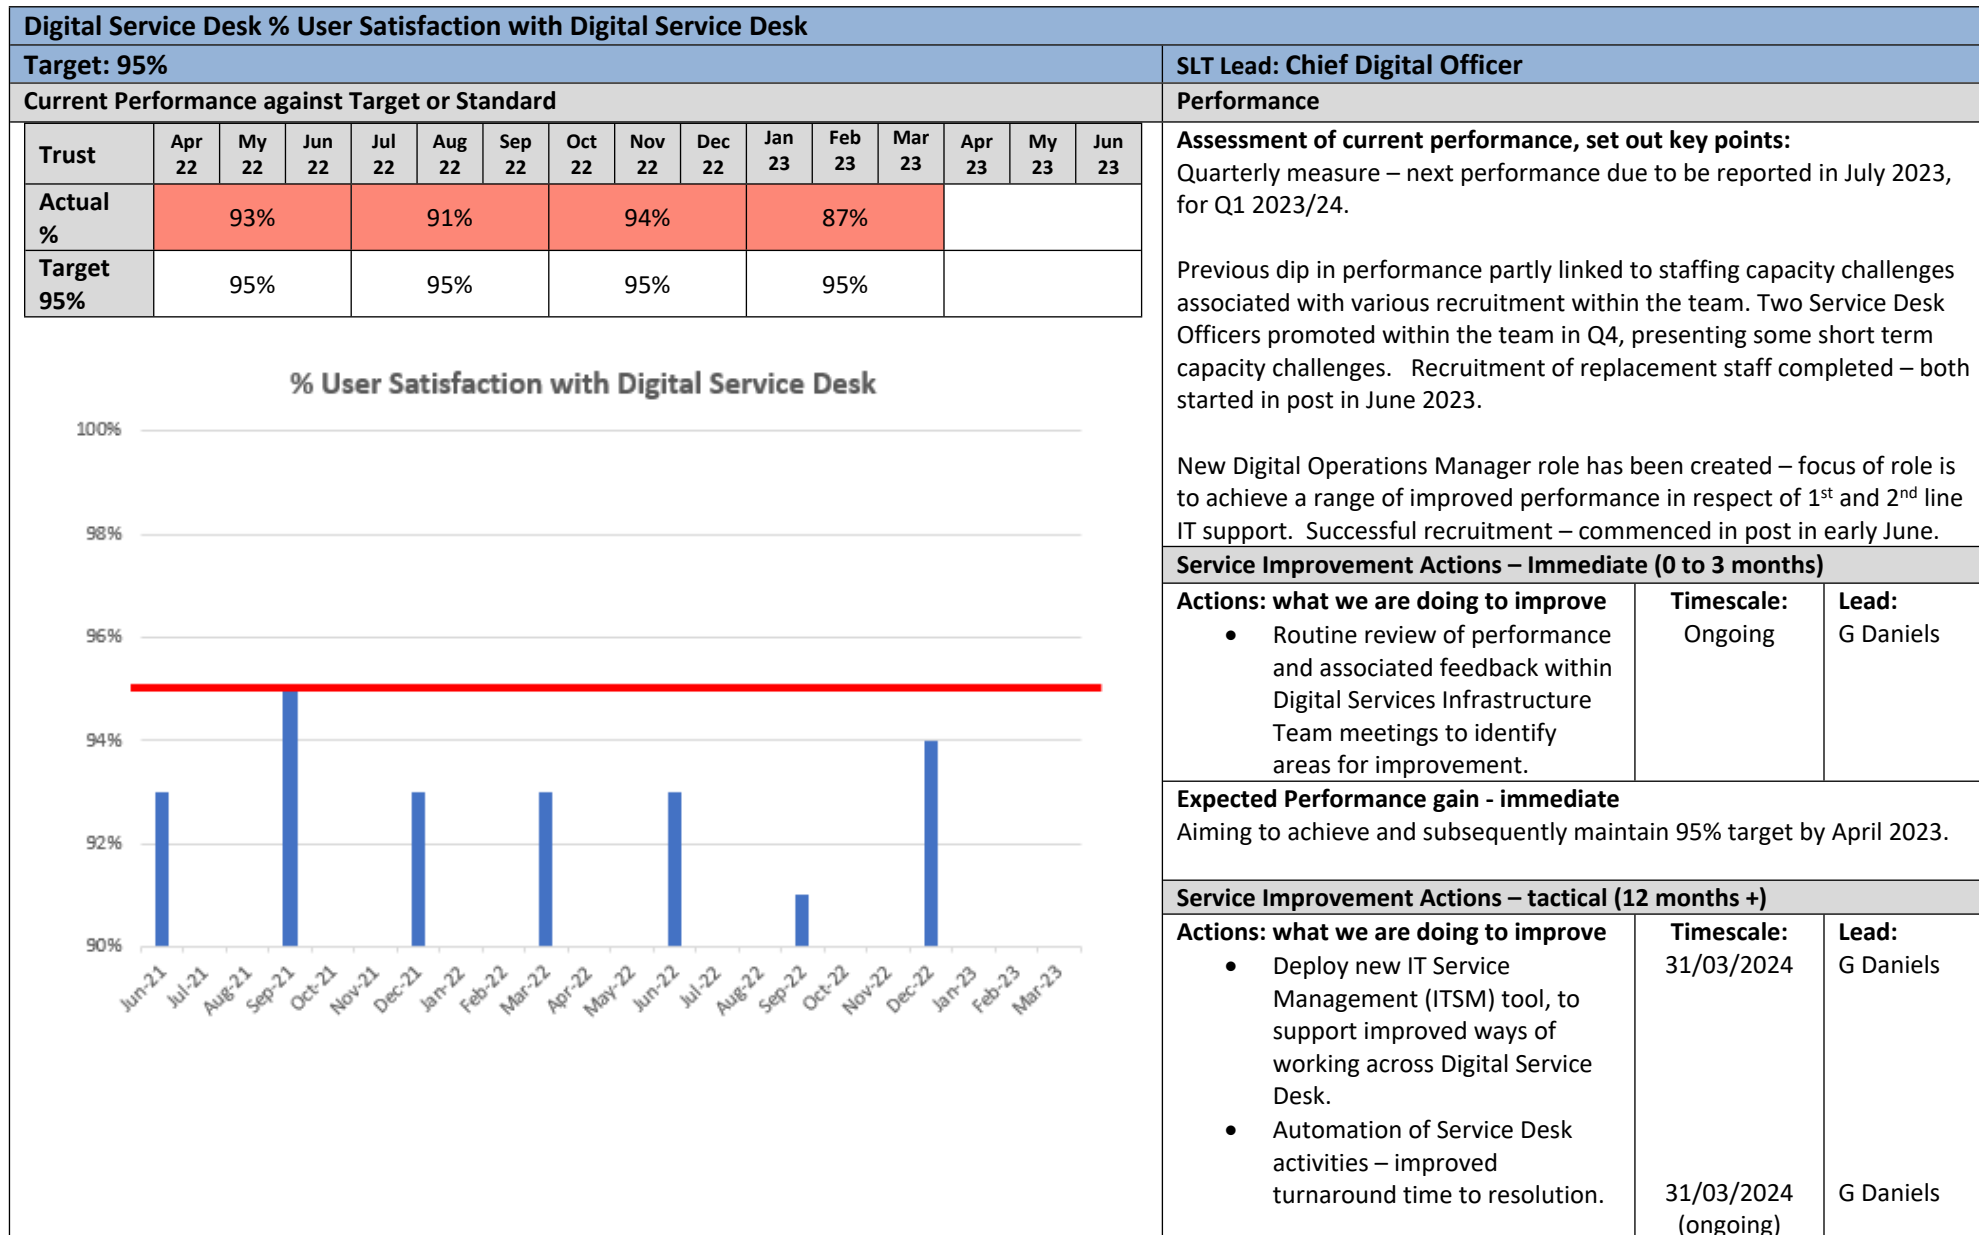 Digital Service Desk % User Satisfaction with Digital Service Desk
Target: 95%
SLT Lead: Chief Digital Officer
Current Performance against Target or Standard
Performance
Trust Apr 22 My 22 Jun 22 Jul 22 Aug 22 Sep 22 Oct 22 Nov 22 Dec 22 Jan 23 Feb 23 Mar 23 Apr 23 My 23 Jun 23
Actual % 93% 91% 94% 87%
Target 95% 95% 95% 95% 95%
% User Satisfaction with Digital Service Desk
100%
98%
96%
94%
92%
90%
Jun-21 Jul-21 Aug-21 Sep-21 Oct-21 Nov-21 Dec-21 Jan-22 Feb-22 Mar-22 Apr-22 May-22 Jun-22 Jul-22 Aug-22 Sep-22 Oct-22 Nov-22 Dec-22 Jan-23 Feb-23 Mar-23
Assessment of current performance, set out key points:
Quarterly measure – next performance due to be reported in July 2023,
for Q1 2023/24.
Previous dip in performance partly linked to staffing capacity challenges
associated with various recruitment within the team. Two Service Desk
Officers promoted within the team in Q4, presenting some short term
capacity challenges. Recruitment of replacement staff completed – both
started in post in June 2023.
New Digital Operations Manager role has been created – focus of role is
to achieve a range of improved performance in respect of 1st and 2nd line
IT support. Successful recruitment – commenced in post in early June.
Service Improvement Actions – Immediate (0 to 3 months)
Actions: what we are doing to improve
• Routine review of performance
and associated feedback within
Digital Services Infrastructure
Team meetings to identify
areas for improvement.
Timescale:
Ongoing
Lead:
G Daniels
Expected Performance gain - immediate
Aiming to achieve and subsequently maintain 95% target by April 2023.
Service Improvement Actions – tactical (12 months +)
Actions: what we are doing to improve
• Deploy new IT Service
Management (ITSM) tool, to
support improved ways of
working across Digital Service
Desk.
• Automation of Service Desk
activities – improved
turnaround time to resolution.
Timescale:
31/03/2024
31/03/2024
(ongoing)
Lead:
G Daniels
G Daniels